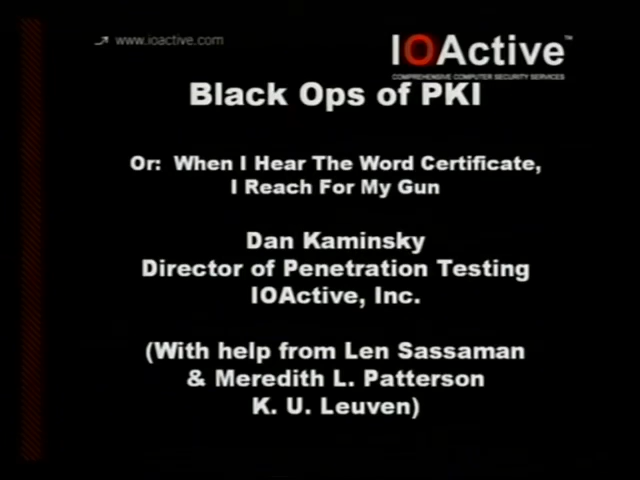 www.ioactive.com
IOActive™
COMPREHENSIVE COMPUTER SECURITY SERVICES
Black Ops of PKI
Or: When I Hear The Word Certificate,
I Reach For My Gun
Dan Kaminsky
Director of Penetration Testing
IOActive, Inc.
(With help from Len Sassaman
& Meredith L. Patterson
K. U. Leuven)